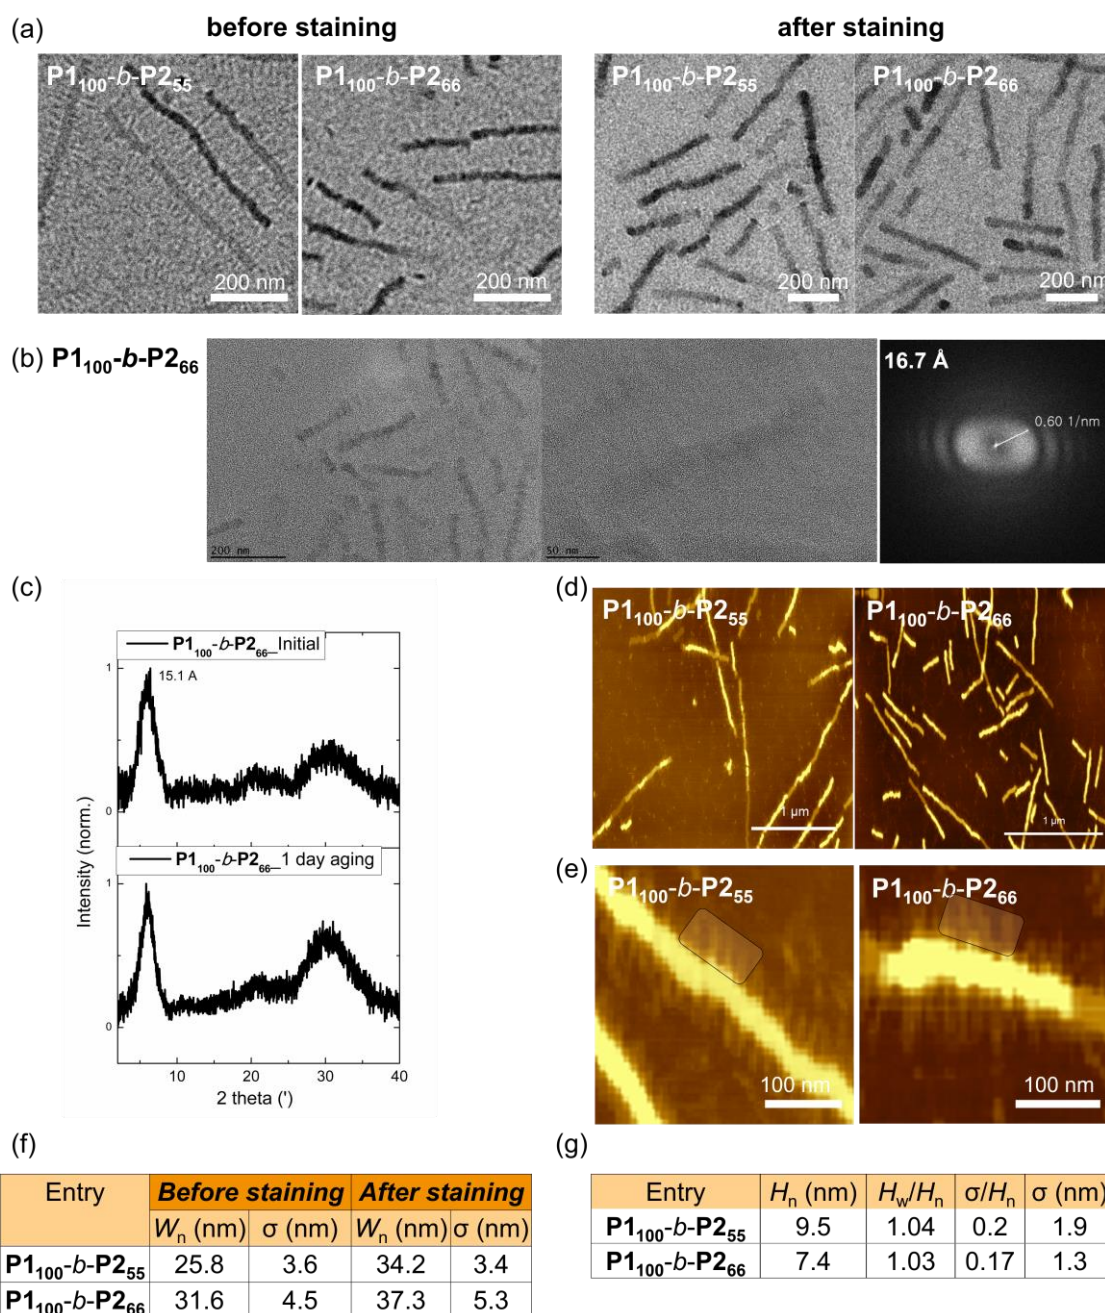 (a) before staining after staining
P1₁₀₀-b-P2₅₅ P1₁₀₀-b-P2₆₆ P1₁₀₀-b-P2₅₅ P1₁₀₀-b-P2₆₆
200 nm 200 nm 200 nm 200 nm
(b) P1₁₀₀-b-P2₆₆
16.7 Å
0.60 1/nm
200 nm 50 nm
(c)
P1₁₀₀-b-P2₆₆_Initial
1
15.1 A
0
P1₁₀₀-b-P2₆₆_1 day aging
1
0
Intensity (norm.)
10 20 30 40
2 theta (')
(d)
P1₁₀₀-b-P2₅₅ P1₁₀₀-b-P2₆₆
1 µm 1 µm
(e)
P1₁₀₀-b-P2₅₅ P1₁₀₀-b-P2₆₆
100 nm 100 nm
(f)
Entry Before staining After staining
Wₙ (nm) σ (nm) Wₙ (nm) σ (nm)
P1₁₀₀-b-P2₅₅ 25.8 3.6 34.2 3.4
P1₁₀₀-b-P2₆₆ 31.6 4.5 37.3 5.3
(g)
Entry Hₙ (nm) H_w/Hₙ σ/Hₙ σ (nm)
P1₁₀₀-b-P2₅₅ 9.5 1.04 0.2 1.9
P1₁₀₀-b-P2₆₆ 7.4 1.03 0.17 1.3